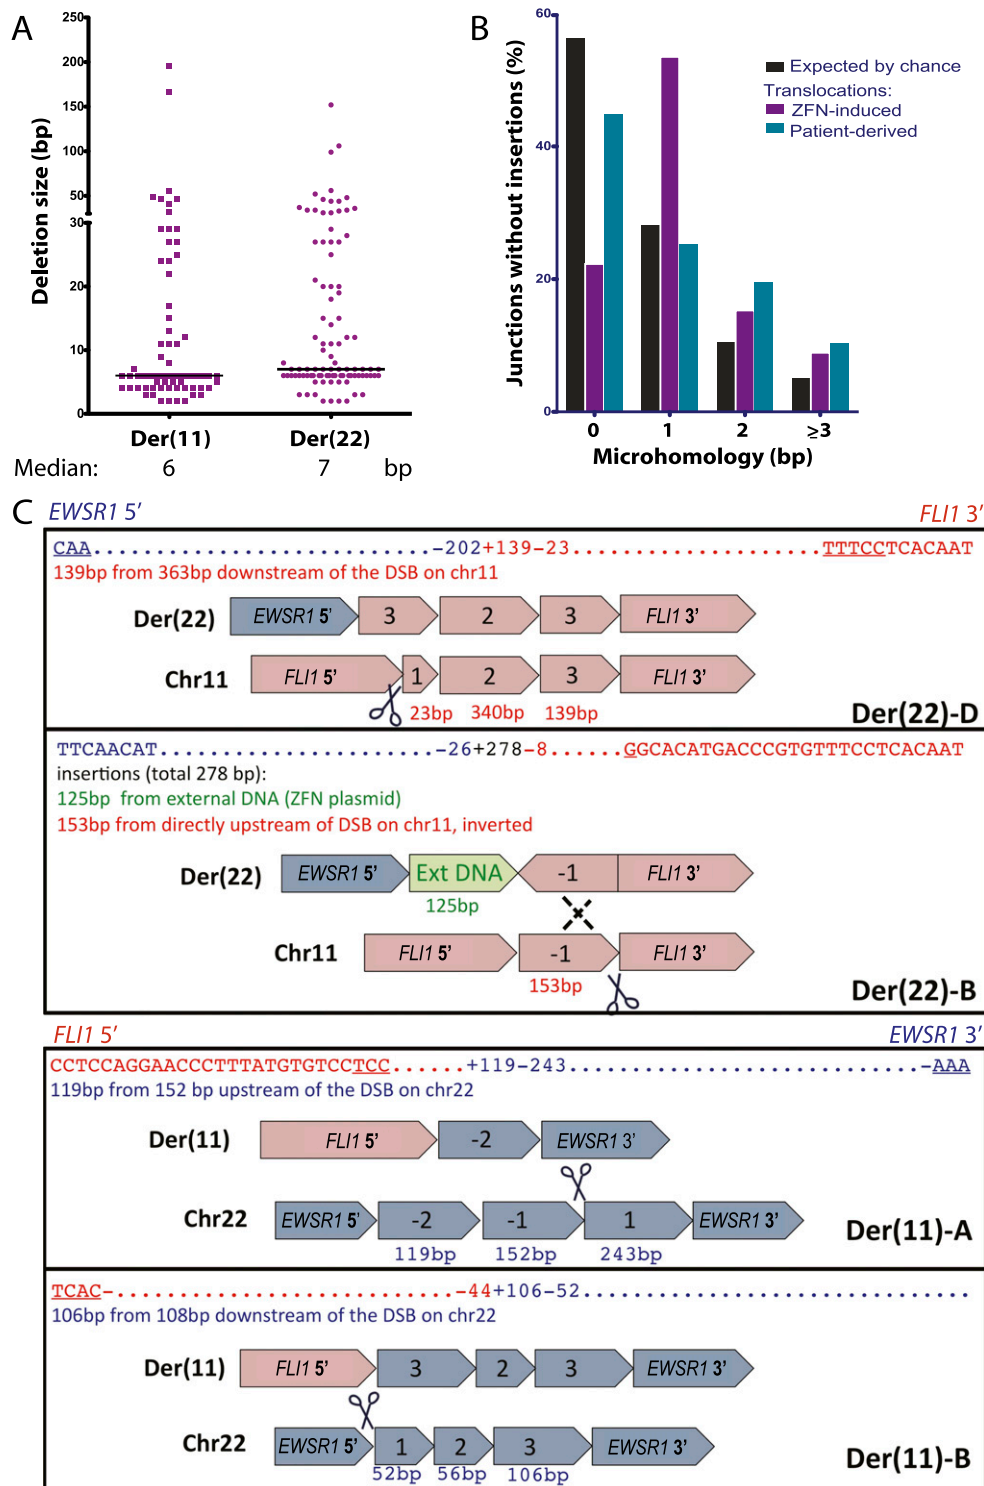 A
250
200
150
100
50
30
20
10
0
Deletion size (bp)
Der(11)
Der(22)
Median:
6
7
bp
B
60
40
20
0
Junctions without insertions (%)
Expected by chance
Translocations:
ZFN-induced
Patient-derived
0
1
2
≥3
Microhomology (bp)
C
EWSR1 5’
FLI1 3’
CAA..........................-202+139-23...................TTTCCTCACAAT
139bp from 363bp downstream of the DSB on chr11
Der(22)
EWSR1 5’
3
2
3
FLI1 3’
Chr11
FLI1 5’
1
2
3
FLI1 3’
23bp
340bp
139bp
Der(22)-D
TTCAACAT.....................-26+278-8......GGCACATGACCCGTGTTTCCTCACAAT
insertions (total 278 bp):
125bp from external DNA (ZFN plasmid)
153bp from directly upstream of DSB on chr11, inverted
Der(22)
EWSR1 5’
Ext DNA
-1
FLI1 3’
125bp
Chr11
FLI1 5’
-1
FLI1 3’
153bp
Der(22)-B
FLI1 5’
EWSR1 3’
CCTCCAGGAACCCTTTATGTGTCCTCC......+119-243...........................-AAA
119bp from 152 bp upstream of the DSB on chr22
Der(11)
FLI1 5’
-2
EWSR1 3’
Chr22
EWSR1 5’
-2
-1
1
EWSR1 3’
119bp
152bp
243bp
Der(11)-A
TCAC-..........................-44+106-52..............................
106bp from 108bp downstream of the DSB on chr22
Der(11)
FLI1 5’
3
2
3
EWSR1 3’
Chr22
EWSR1 5’
1
2
3
EWSR1 3’
52bp
56bp
106bp
Der(11)-B